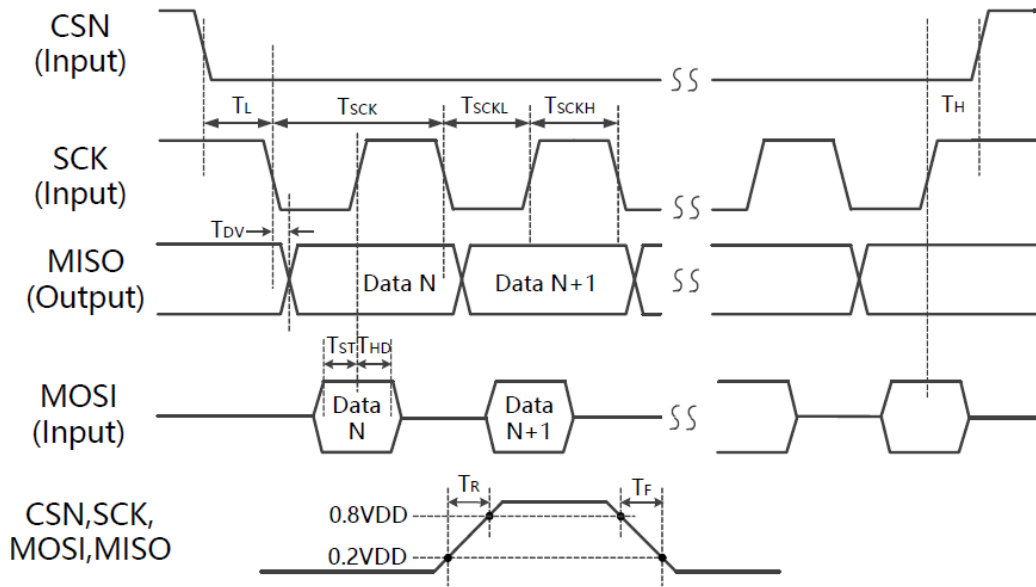 CSN
(Input)
TL
TSCK
TSCKL
TSCKH
TH
SCK
(Input)
TDV
MISO
(Output)
Data N
Data N+1
TST
THD
MOSI
(Input)
Data
N
Data
N+1
TR
TF
CSN,SCK,
MOSI,MISO
0.8VDD
0.2VDD